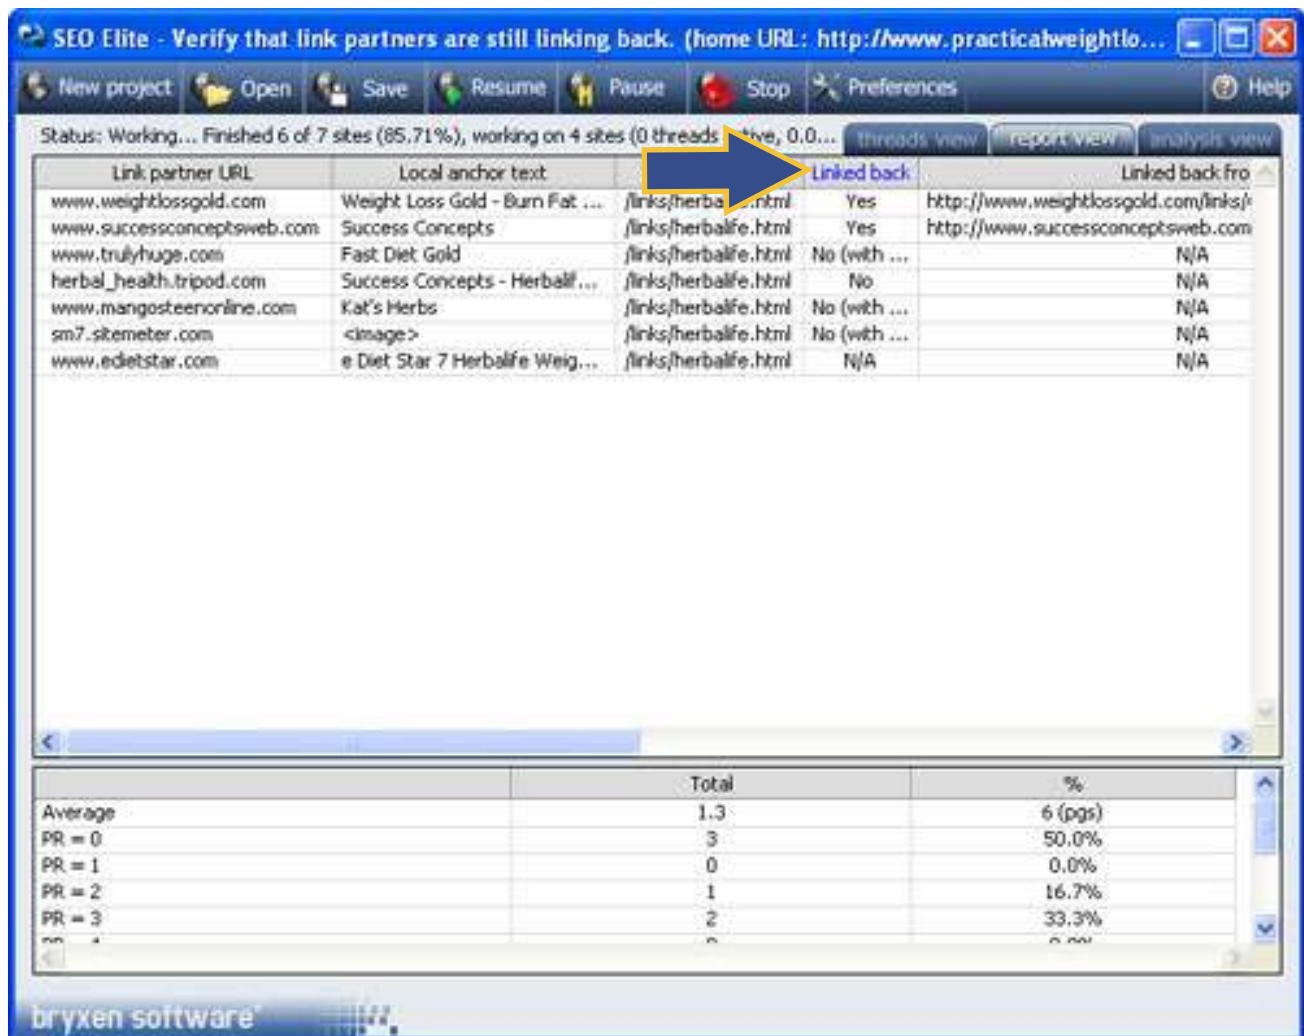 SEO Elite - Verify that link partners are still linking back. (home URL: http://www.practicalweightlo...
New project Open Save Resume Pause Stop Preferences Help
Status: Working... Finished 6 of 7 sites (85.71%), working on 4 sites (0 threads tive, 0.0... threads view report view analysis view
Link partner URL Local anchor text Linked back Linked back fro
www.weightlossgold.com Weight Loss Gold - Burn Fat ... /links/herbalife.html Yes http://www.weightlossgold.com/links/
www.successconceptsweb.com Success Concepts /links/herbalife.html Yes http://www.successconceptsweb.com
www.trulyhuge.com Fast Diet Gold /links/herbalife.html No (with ... N/A
herbal_health.tripod.com Success Concepts - Herbalif... /links/herbalife.html No N/A
www.mangosteenonline.com Kat's Herbs /links/herbalife.html No (with ... N/A
sm7.sitemeter.com <image> /links/herbalife.html No (with ... N/A
www.edietstar.com e Diet Star 7 Herbalife Weig... /links/herbalife.html N/A N/A
Total %
Average 1.3 6 (pgs)
PR = 0 3 50.0%
PR = 1 0 0.0%
PR = 2 1 16.7%
PR = 3 2 33.3%
bryxen software